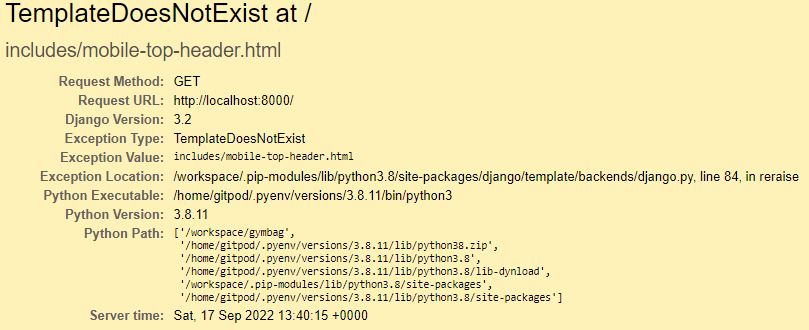 TemplateDoesNotExist at /
includes/mobile-top-header.html
Request Method: GET
Request URL: http://localhost:8000/
Django Version: 3.2
Exception Type: TemplateDoesNotExist
Exception Value: includes/mobile-top-header.html
Exception Location: /workspace/.pip-modules/lib/python3.8/site-packages/django/template/backends/django.py, line 84, in reraise
Python Executable: /home/gitpod/.pyenv/versions/3.8.11/bin/python3
Python Version: 3.8.11
Python Path: ['/workspace/gymbag',
'/home/gitpod/.pyenv/versions/3.8.11/lib/python38.zip',
'/home/gitpod/.pyenv/versions/3.8.11/lib/python3.8',
'/home/gitpod/.pyenv/versions/3.8.11/lib/python3.8/lib-dynload',
'/workspace/.pip-modules/lib/python3.8/site-packages',
'/home/gitpod/.pyenv/versions/3.8.11/lib/python3.8/site-packages']
Server time: Sat, 17 Sep 2022 13:40:15 +0000